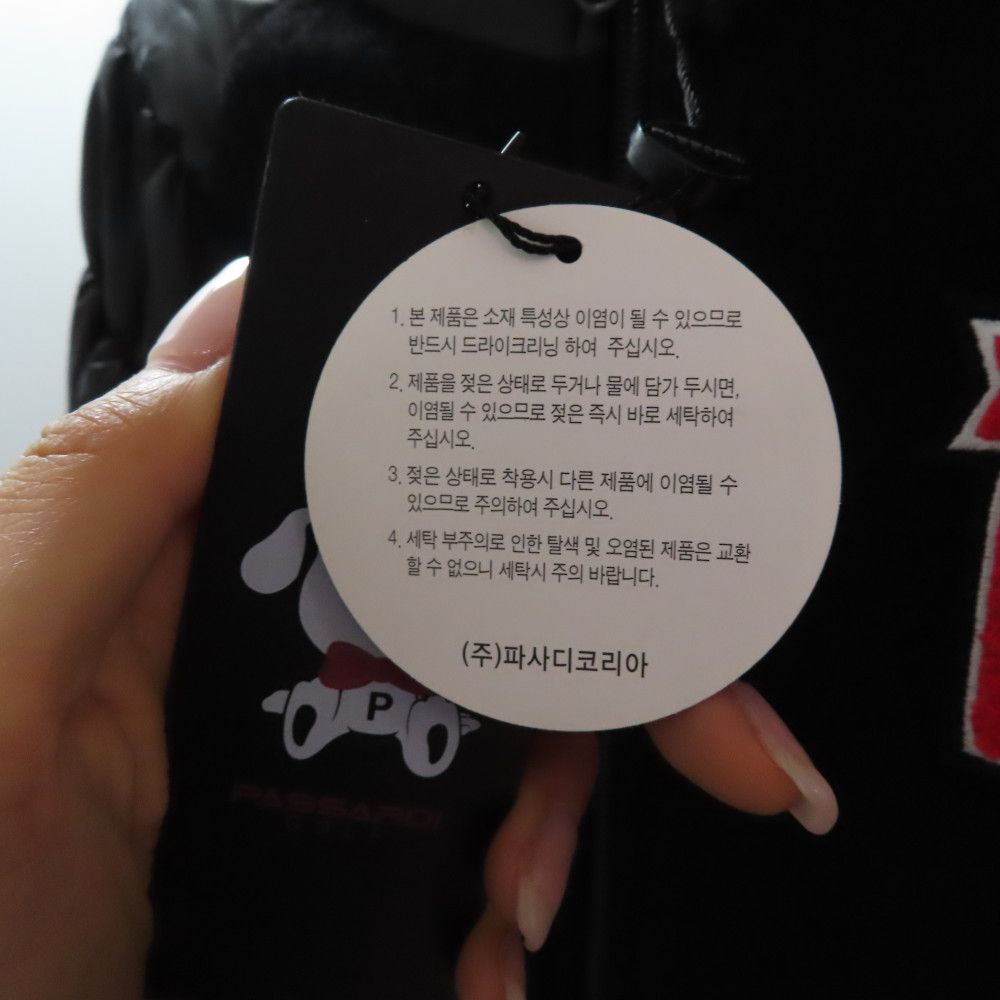 1. 본 제품은 소재 특성상 이염이 될 수 있으므로
반드시 드라이크리닝 하여 주십시오.
2. 제품을 젖은 상태로 두거나 물에 담가 두시면,
이염될 수 있으므로 젖은 즉시 바로 세탁하여
주십시오.
3. 젖은 상태로 착용시 다른 제품에 이염될 수
있으므로 주의하여 주십시오.
4. 세탁 부주의로 인한 탈색 및 오염된 제품은 교환
할 수 없으니 세탁시 주의 바랍니다.
(주)파사디코리아
P
PASSARDI